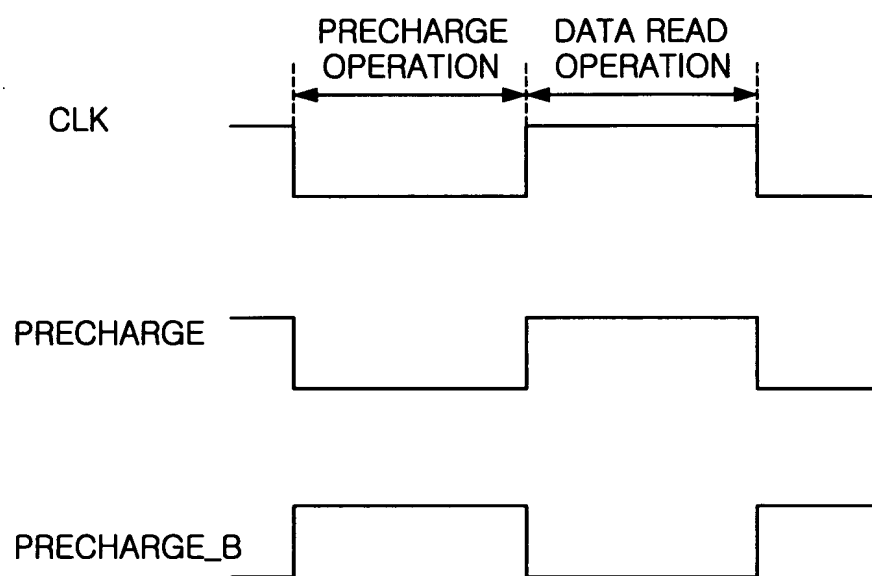 PRECHARGE
OPERATION
DATA READ
OPERATION
CLK
PRECHARGE
PRECHARGE_B